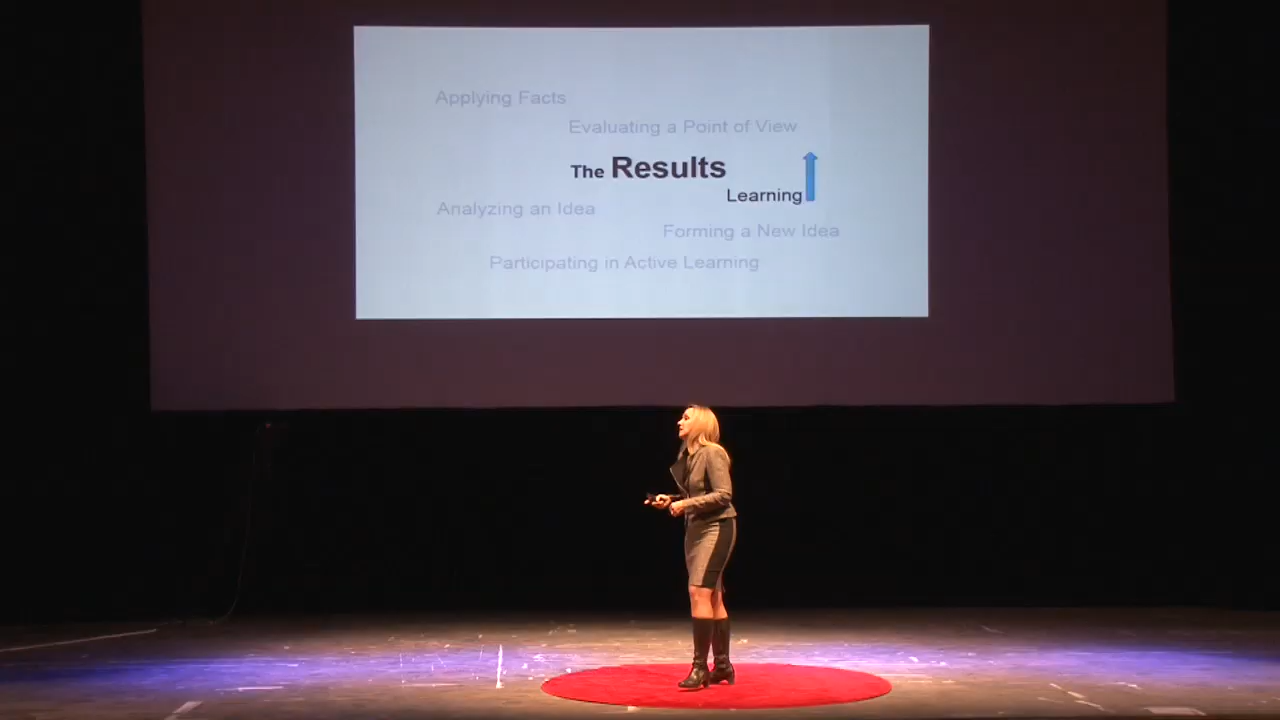 Applying Facts
Evaluating a Point of View
The Results
Learning
Analyzing an Idea
Forming a New Idea
Participating in Active Learning